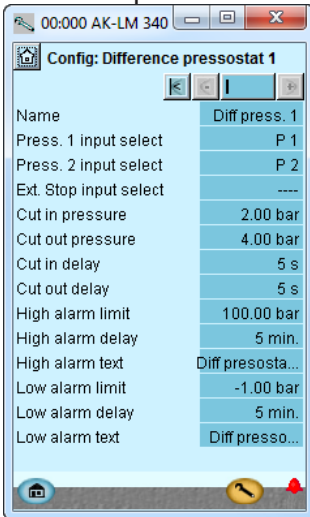 00:000 AK-LM 340
Config: Difference pressostat 1
Name Diff press. 1
Press. 1 input select P 1
Press. 2 input select P 2
Ext. Stop input select ----
Cut in pressure 2.00 bar
Cut out pressure 4.00 bar
Cut in delay 5 s
Cut out delay 5 s
High alarm limit 100.00 bar
High alarm delay 5 min.
High alarm text Diff presosta...
Low alarm limit -1.00 bar
Low alarm delay 5 min.
Low alarm text Diff presso...